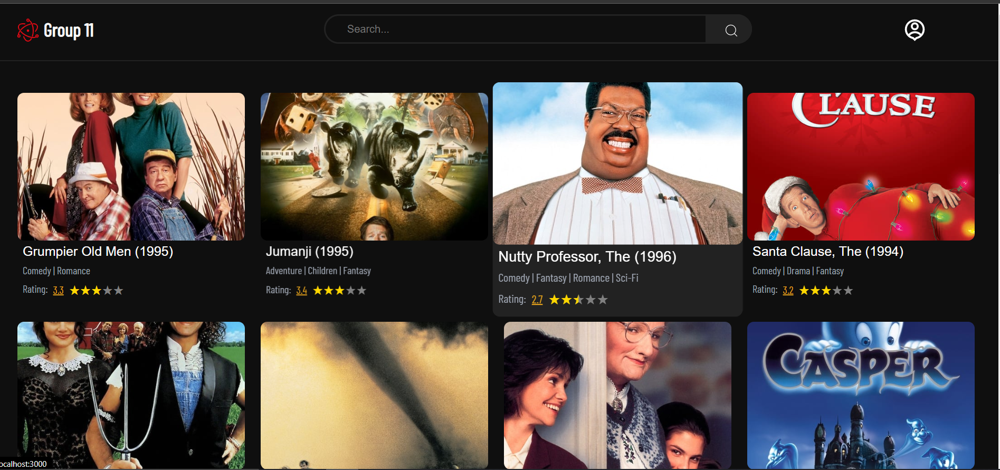 Group 11
Search...
CLAUSE
Grumpier Old Men (1995)
Comedy | Romance
Rating: 3.3
Jumanji (1995)
Adventure | Children | Fantasy
Rating: 3.4
Nutty Professor, The (1996)
Comedy | Fantasy | Romance | Sci-Fi
Rating: 2.7
Santa Clause, The (1994)
Comedy | Drama | Fantasy
Rating: 3.2
CASPER
ocalhost:3000